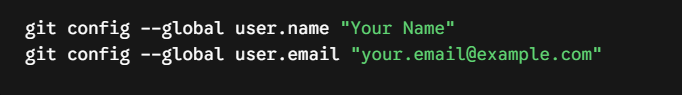 git config --global user.name "Your Name"
git config --global user.email "your.email@example.com"